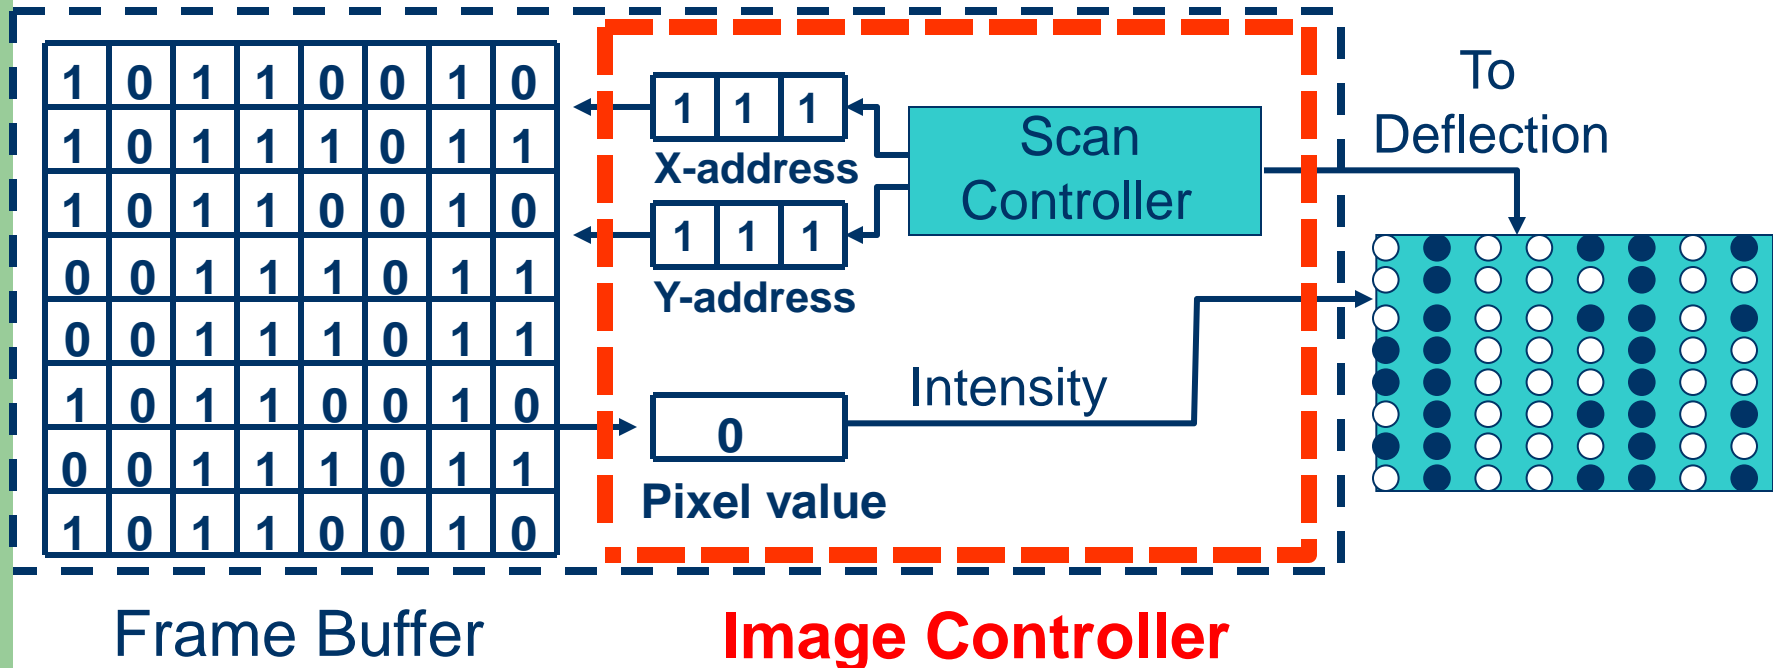 1 0 1 1 0 0 1 0
1 0 1 1 1 0 1 1
1 0 1 1 0 0 1 0
0 0 1 1 1 0 1 1
0 0 1 1 1 0 1 1
1 0 1 1 0 0 1 0
0 0 1 1 1 0 1 1
1 0 1 1 0 0 1 0
Frame Buffer
1 1 1
X-address
1 1 1
Y-address
Scan
Controller
0
Pixel value
Intensity
Image Controller
To
Deflection